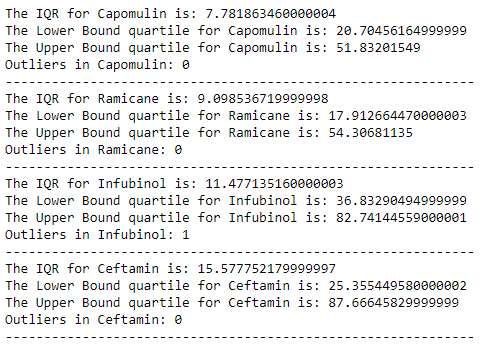 The IQR for Capomulin is: 7.781863460000004
The Lower Bound quartile for Capomulin is: 20.70456164999999
The Upper Bound quartile for Capomulin is: 51.83201549
Outliers in Capomulin: 0
-------------------------------------------------------------
The IQR for Ramicane is: 9.098536719999998
The Lower Bound quartile for Ramicane is: 17.912664470000003
The Upper Bound quartile for Ramicane is: 54.30681135
Outliers in Ramicane: 0
-------------------------------------------------------------
The IQR for Infubinol is: 11.477135160000003
The Lower Bound quartile for Infubinol is: 36.83290494999999
The Upper Bound quartile for Infubinol is: 82.74144559000001
Outliers in Infubinol: 1
-------------------------------------------------------------
The IQR for Ceftamin is: 15.577752179999997
The Lower Bound quartile for Ceftamin is: 25.355449580000002
The Upper Bound quartile for Ceftamin is: 87.66645829999999
Outliers in Ceftamin: 0
-------------------------------------------------------------